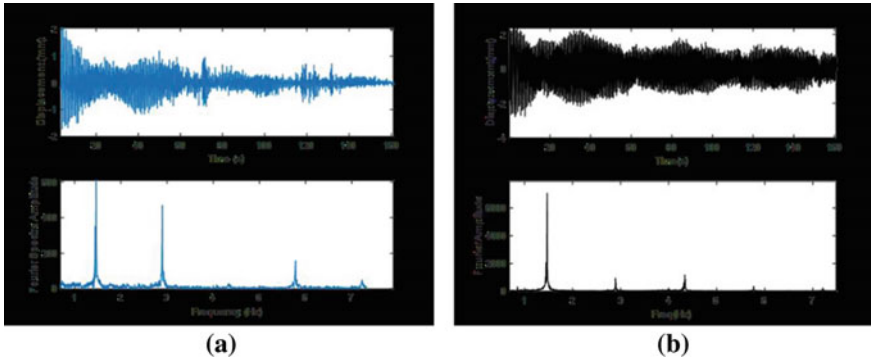 Displacement(mm)
20 40 60 80 100 120 140 160
Time (s)
Fourier Spectra Amplitude
2 3 4 5 6 7
Frequency (Hz)
(a)
Displacement(mm)
20 40 60 80 100 120 140 160
Time(s)
Fourier Amplitude
2 3 4 5 6 7
Freq(Hz)
(b)